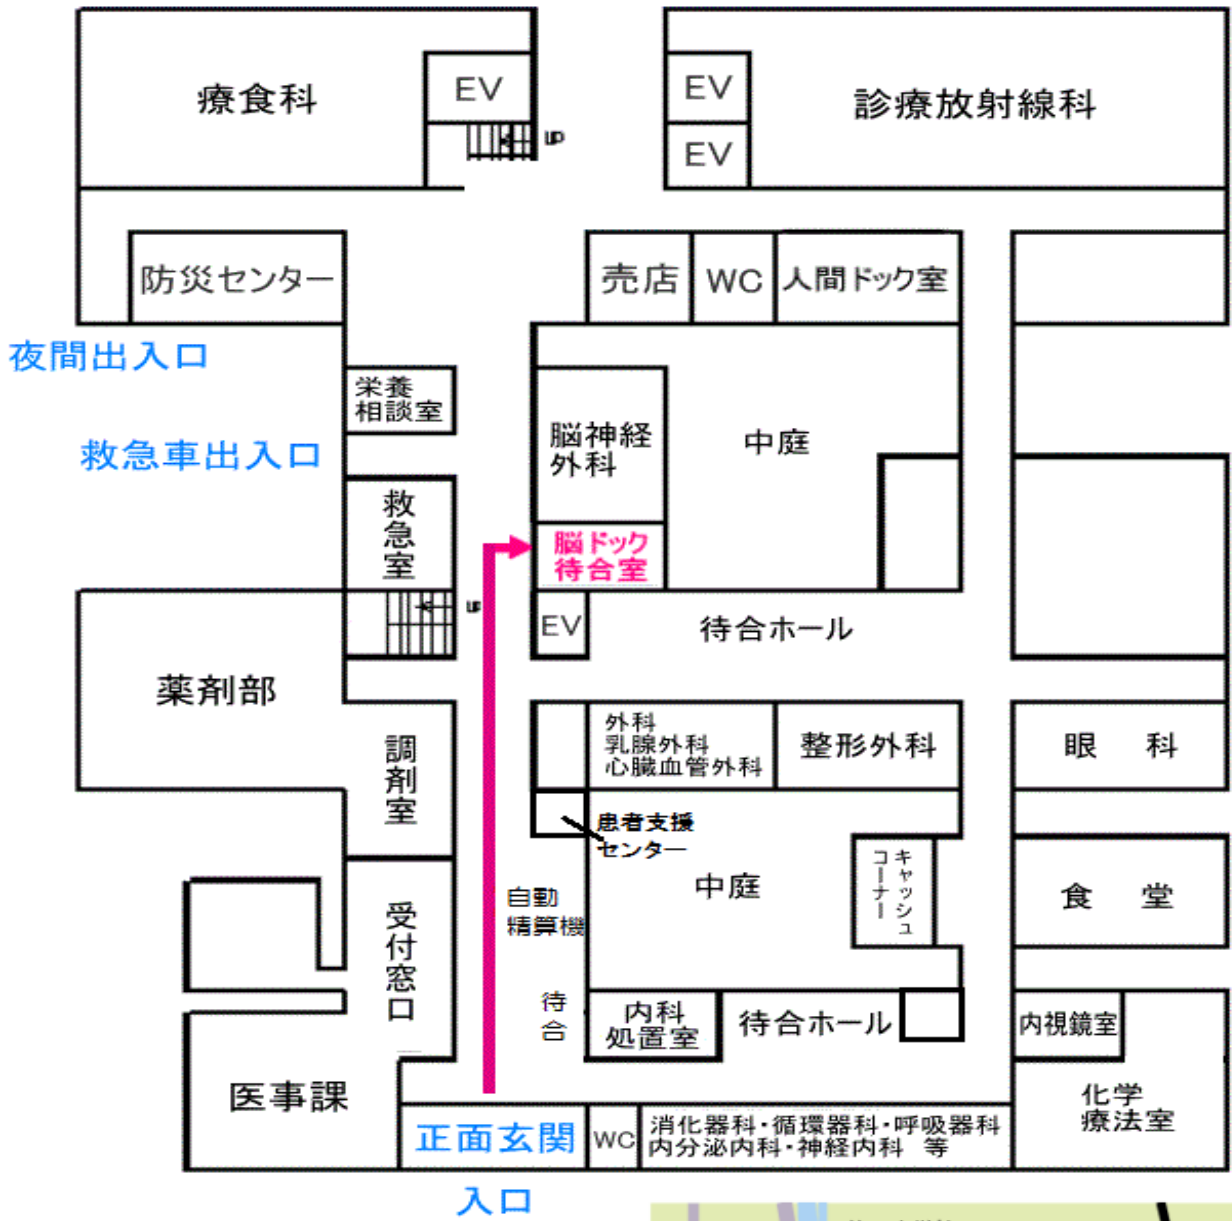 療食科
EV
UP
EV
EV
診療放射線科
防災センター
売店
WC
人間ドック室
夜間出入口
栄養
相談室
救急車出入口
脳神経
外科
中庭
救
急
室
脳ドック
待合室
UP
EV
待合ホール
薬剤部
調
剤
室
外科
乳腺外科
心臓血管外科
整形外科
眼 科
患者支援
センター
中庭
キャッシュ
コーナー
食 堂
自動
精算機
受
付
窓
口
待
合
内科
処置室
待合ホール
内視鏡室
医事課
化学
療法室
正面玄関
WC
消化器科・循環器科・呼吸器科
内分泌内科・神経内科 等
入口